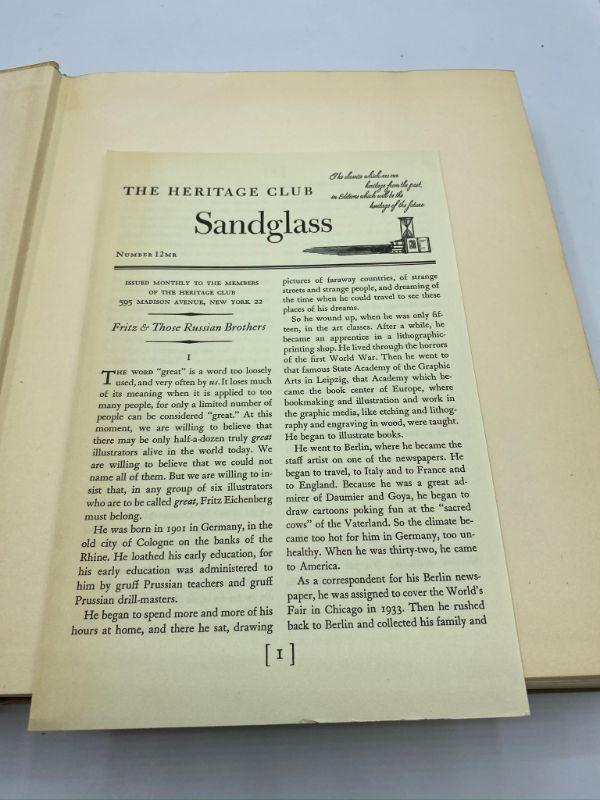 THE HERITAGE CLUB
The classics which are our
heritage from the past,
in Editions which will be the
heritage of the future
Sandglass
NUMBER 12MR
ISSUED MONTHLY TO THE MEMBERS
OF THE HERITAGE CLUB
595 MADISON AVENUE, NEW YORK 22
Fritz & Those Russian Brothers
I
THE WORD "great" is a word too loosely
used, and very often by us. It loses much
of its meaning when it is applied to too
many people, for only a limited number of
people can be considered "great." At this
moment, we are willing to believe that
there may be only half-a-dozen truly great
illustrators alive in the world today. We
are willing to believe that we could not
name all of them. But we are willing to in-
sist that, in any group of six illustrators
who are to be called great, Fritz Eichenberg
must belong.
He was born in 1901 in Germany, in the
old city of Cologne on the banks of the
Rhine. He loathed his early education, for
his early education was administered to
him by gruff Prussian teachers and gruff
Prussian drill-masters.
He began to spend more and more of his
hours at home, and there he sat, drawing
pictures of faraway countries, of strange
streets and strange people, and dreaming of
the time when he could travel to see these
places of his dreams.
So he wound up, when he was only fif-
teen, in the art classes. After a while, he
became an apprentice in a lithographic-
printing shop. He lived through the horrors
of the first World War. Then he went to
that famous State Academy of the Graphic
Arts in Leipzig, that Academy which be-
came the book center of Europe, where
bookmaking and illustration and work in
the graphic media, like etching and lithog-
raphy and engraving in wood, were taught.
He began to illustrate books.
He went to Berlin, where he became the
staff artist on one of the newspapers. He
began to travel, to Italy and to France and
to England. Because he was a great ad-
mirer of Daumier and Goya, he began to
draw cartoons poking fun at the "sacred
cows" of the Vaterland. So the climate be-
came too hot for him in Germany, too un-
healthy. When he was thirty-two, he came
to America.
As a correspondent for his Berlin news-
paper, he was assigned to cover the World's
Fair in Chicago in 1933. Then he rushed
back to Berlin and collected his family and
[ 1 ]